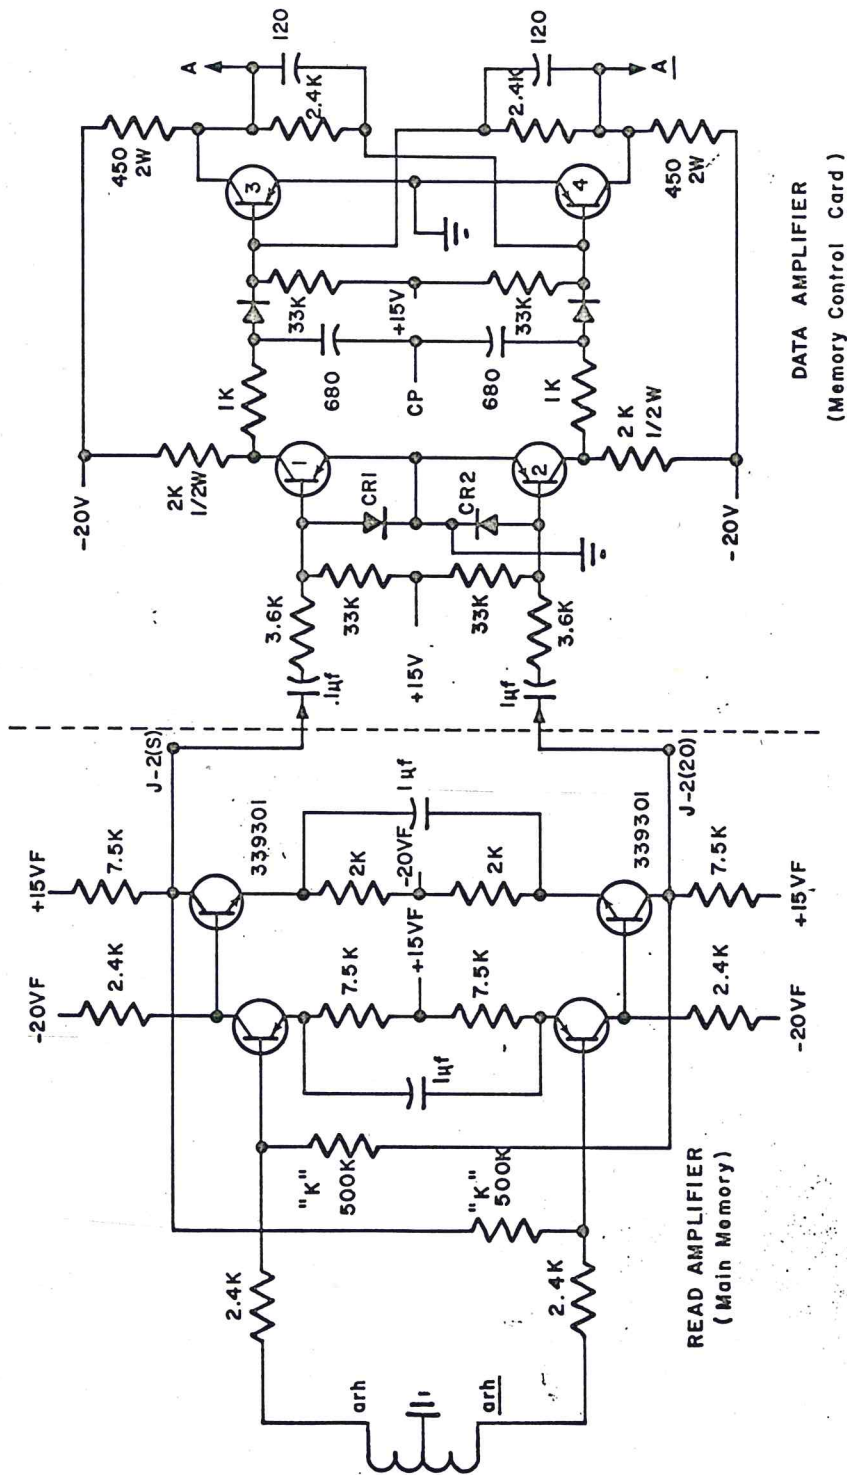 +15VF
-20VF
7.5K
2.4K
339301
J-2(S)
arh
arh
2.4K
2.4K
"K"
500K
"K"
500K
1µf
7.5K
+15VF
7.5K
2K
-20VF
2K
1µf
339301
J-2(20)
2.4K
7.5K
-20VF
+15VF
READ AMPLIFIER
(Main Memory)
.1µf
3.6K
33K
+15V
33K
1µf
3.6K
-20V
2K
1/2W
1K
1
CR1
CR2
2
680
CP
680
1K
2K
1/2W
-20V
33K
+15V
33K
450
2W
3
4
450
2W
A
120
2.4K
2.4K
120
A
DATA AMPLIFIER
(Memory Control Card)